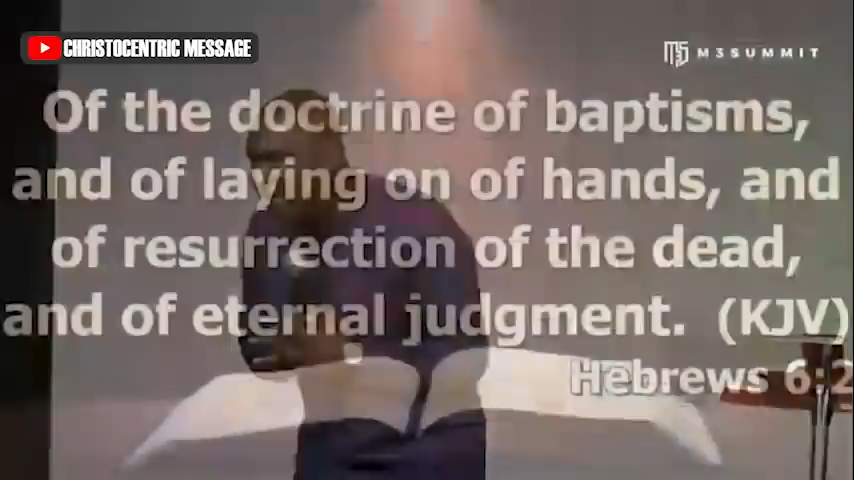 CHRISTOCENTRIC MESSAGE
M3SUMMIT
Of the doctrine of baptisms,
and of laying on of hands, and
of resurrection of the dead,
and of eternal judgment. (KJV)
Hebrews 6:2